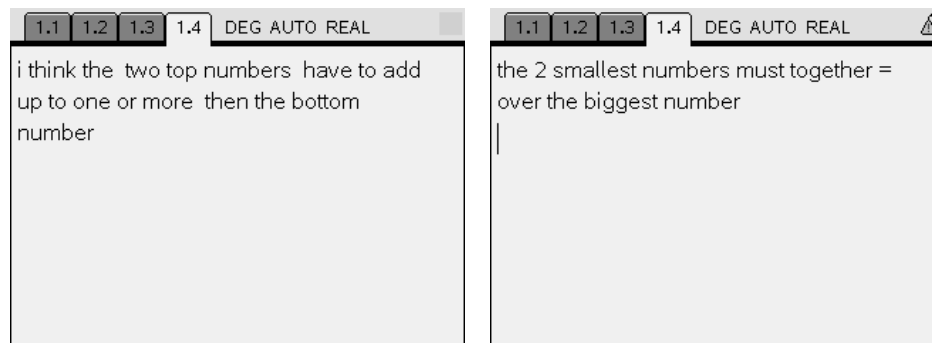 1.1 1.2 1.3 1.4 DEG AUTO REAL
i think the two top numbers have to add
up to one or more then the bottom
number
1.1 1.2 1.3 1.4 DEG AUTO REAL
the 2 smallest numbers must together =
over the biggest number